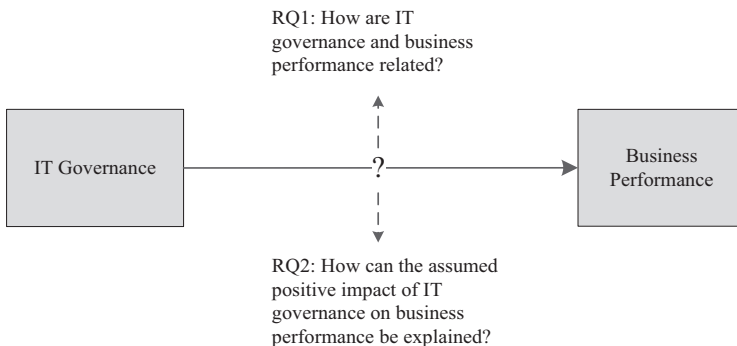 RQ1: How are IT
governance and business
performance related?
IT Governance
?
Business
Performance
RQ2: How can the assumed
positive impact of IT
governance on business
performance be explained?